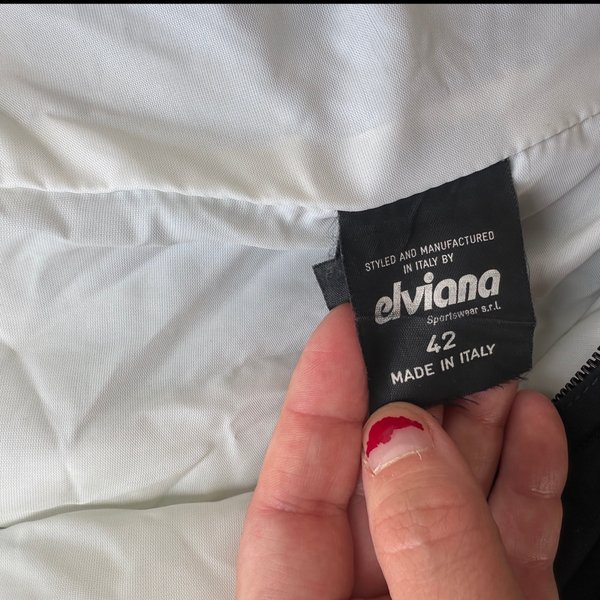 STYLED AND MANUFACTURED
IN ITALY BY
elviana
Sportswear s.r.l.
42
MADE IN ITALY